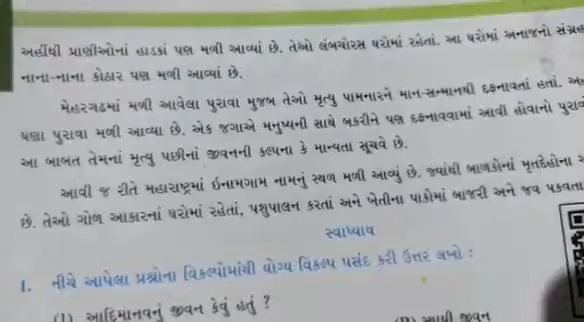 અહીંથી પ્રાણીઓનાં હાડકાં પણ મળી આવ્યાં છે. તેઓ લંબચોરસ ઘરોમાં રહેતાં. આ ઘરોમાં અનાજનો સંગ્રહ
નાના-નાના કોઠાર પણ મળી આવ્યાં છે.
મેહરગઢમાં મળી આવેલા પુરાવા મુજબ તેઓ મૃત્યુ પામનારને માન-સન્માનથી દફનાવતાં હતાં.
ઘણા પુરાવા મળી આવ્યા છે. એક જગાએ મનુષ્યની સાથે બકરીને પણ દફનાવવામાં આવી હોવાનો
આ બાબત તેમનાં મૃત્યુ પછીનાં જીવનની કલ્પના કે માન્યતા સૂચવે છે.
આવી જ રીતે મહારાષ્ટ્રમાં ઇનામગામ નામનું સ્થળ મળી આવ્યું છે. જ્યાંથી બાળકોનાં મૃતદેહોના
છે. તેઓ ગોળ આકારનાં ઘરોમાં રહેતાં, પશુપાલન કરતાં અને ખેતીના પાકોમાં બાજરી અને જવ પકવતા
સ્વાધ્યાય
1. નીચે આપેલા પ્રશ્નોના વિકલ્પોમાંથી યોગ્ય વિકલ્પ પસંદ કરી ઉત્તર લખો :
(1) આદિમાનવનું જીવન કેવું હતું ?
(B) સ્થાયી જીવન